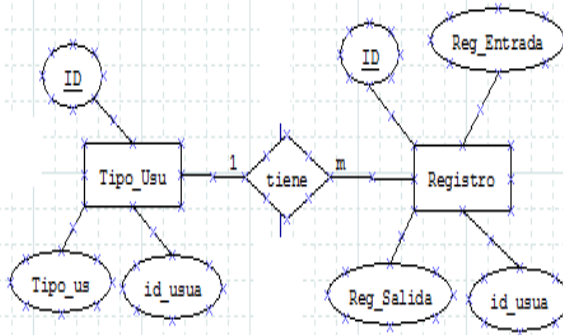 Reg_Entrada
ID
ID
Tipo_Usu
1
tiene
m
Registro
Tipo_us
id_usua
Reg_Salida
id_usua